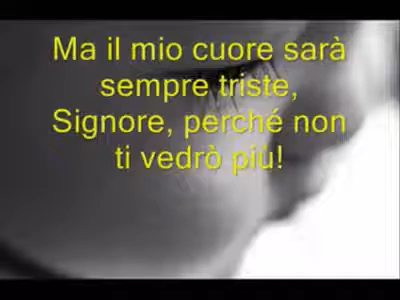 Ma il mio cuore sarà
sempre triste,
Signore, perché non
ti vedrò più!